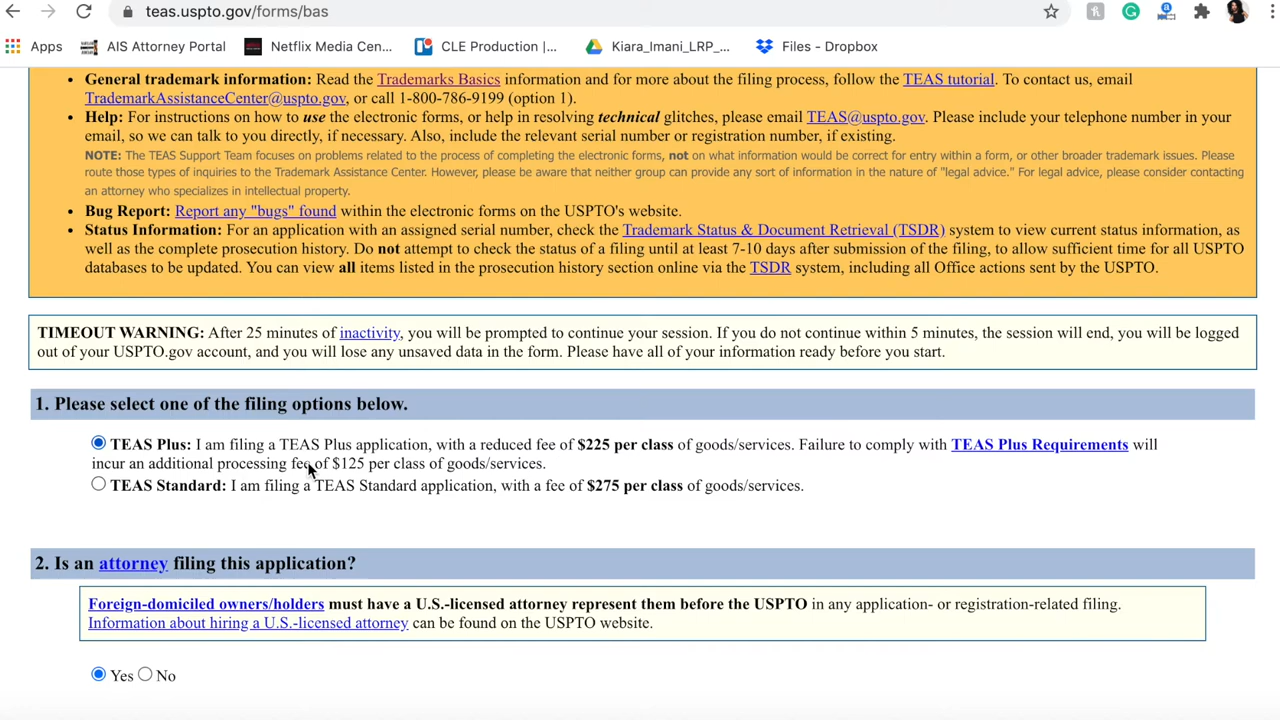 teas.uspto.gov/forms/bas
Apps AIS Attorney Portal Netflix Media Cen... CLE Production |... Kiara_Imani_LRP_... Files - Dropbox
• General trademark information: Read the Trademarks Basics information and for more about the filing process, follow the TEAS tutorial. To contact us, email
TrademarkAssistanceCenter@uspto.gov, or call 1-800-786-9199 (option 1).
• Help: For instructions on how to use the electronic forms, or help in resolving technical glitches, please email TEAS@uspto.gov. Please include your telephone number in your
email, so we can talk to you directly, if necessary. Also, include the relevant serial number or registration number, if existing.
NOTE: The TEAS Support Team focuses on problems related to the process of completing the electronic forms, not on what information would be correct for entry within a form, or other broader trademark issues. Please
route those types of inquiries to the Trademark Assistance Center. However, please be aware that neither group can provide any sort of information in the nature of "legal advice." For legal advice, please consider contacting
an attorney who specializes in intellectual property.
• Bug Report: Report any "bugs" found within the electronic forms on the USPTO's website.
• Status Information: For an application with an assigned serial number, check the Trademark Status & Document Retrieval (TSDR) system to view current status information, as
well as the complete prosecution history. Do not attempt to check the status of a filing until at least 7-10 days after submission of the filing, to allow sufficient time for all USPTO
databases to be updated. You can view all items listed in the prosecution history section online via the TSDR system, including all Office actions sent by the USPTO.
TIMEOUT WARNING: After 25 minutes of inactivity, you will be prompted to continue your session. If you do not continue within 5 minutes, the session will end, you will be logged
out of your USPTO.gov account, and you will lose any unsaved data in the form. Please have all of your information ready before you start.
1. Please select one of the filing options below.
TEAS Plus: I am filing a TEAS Plus application, with a reduced fee of $225 per class of goods/services. Failure to comply with TEAS Plus Requirements will
incur an additional processing fee of $125 per class of goods/services.
TEAS Standard: I am filing a TEAS Standard application, with a fee of $275 per class of goods/services.
2. Is an attorney filing this application?
Foreign-domiciled owners/holders must have a U.S.-licensed attorney represent them before the USPTO in any application- or registration-related filing.
Information about hiring a U.S.-licensed attorney can be found on the USPTO website.
Yes No